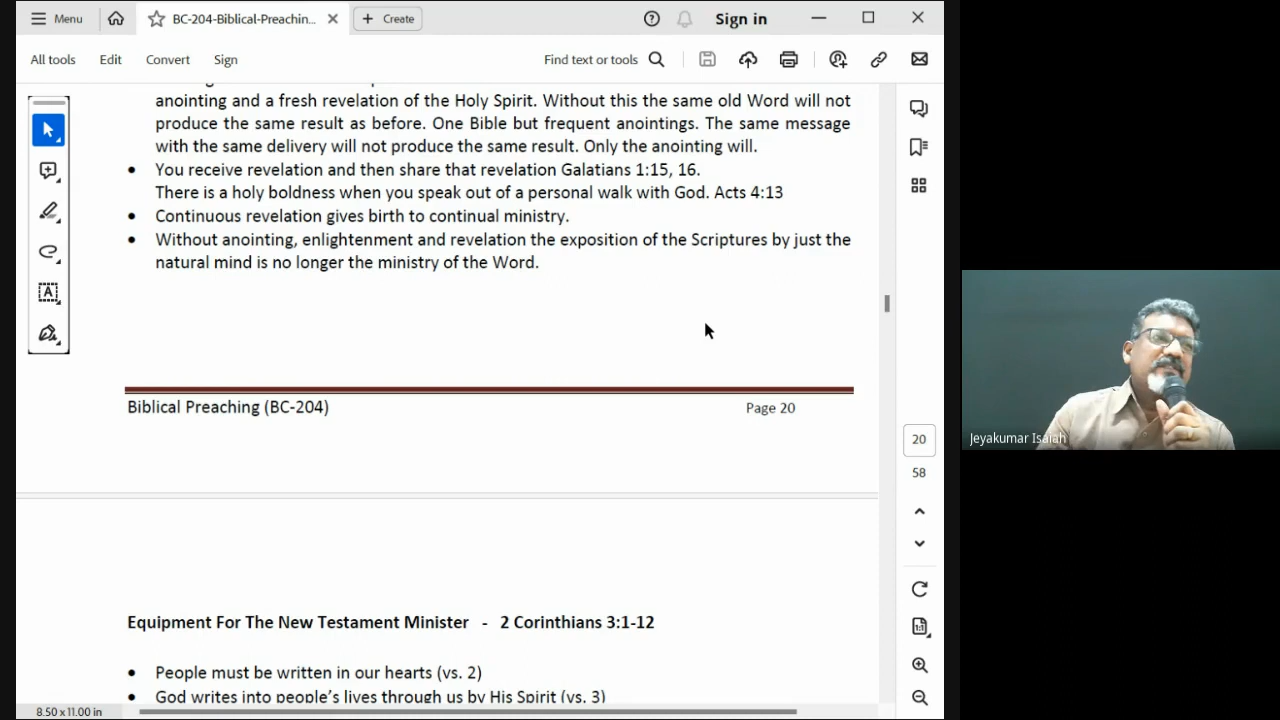 Menu
BC-204-Biblical-Preachin...
Create
Sign in
All tools
Edit
Convert
Sign
Find text or tools
anointing and a fresh revelation of the Holy Spirit. Without this the same old Word will not
produce the same result as before. One Bible but frequent anointings. The same message
with the same delivery will not produce the same result. Only the anointing will.
• You receive revelation and then share that revelation Galatians 1:15, 16.
There is a holy boldness when you speak out of a personal walk with God. Acts 4:13
• Continuous revelation gives birth to continual ministry.
• Without anointing, enlightenment and revelation the exposition of the Scriptures by just the
natural mind is no longer the ministry of the Word.
Biblical Preaching (BC-204)
Page 20
20
58
Equipment For The New Testament Minister - 2 Corinthians 3:1-12
• People must be written in our hearts (vs. 2)
• God writes into people's lives through us by His Spirit (vs. 3)
8.50 x 11.00 in
Jeyakumar Isaiah